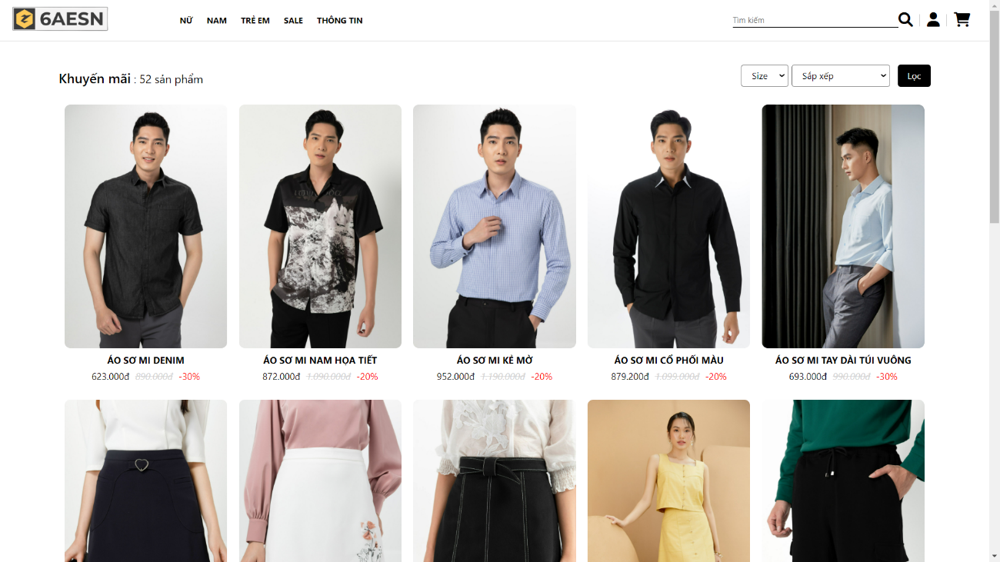 6AESN
NỮ NAM TRẺ EM SALE THÔNG TIN
Tìm kiếm
Khuyến mãi : 52 sản phẩm
Size
Sắp xếp
Lọc
ÁO SƠ MI DENIM
623.000đ 890.000đ -30%
ÁO SƠ MI NAM HỌA TIẾT
872.000đ 1.090.000đ -20%
ÁO SƠ MI KẺ MỜ
952.000đ 1.190.000đ -20%
ÁO SƠ MI CỔ PHỐI MÀU
879.200đ 1.099.000đ -20%
ÁO SƠ MI TAY DÀI TÚI VUÔNG
693.000đ 990.000đ -30%